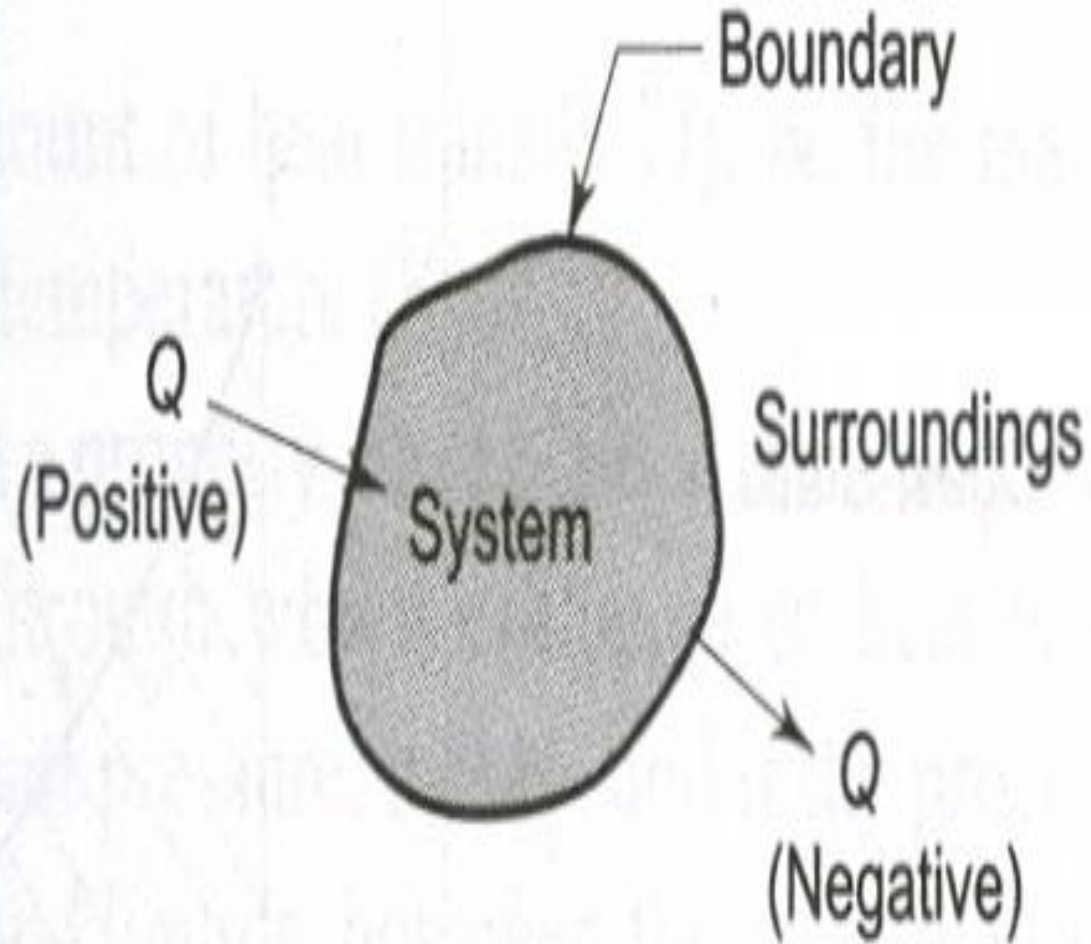 Boundary
Q
(Positive)
System
Surroundings
Q
(Negative)